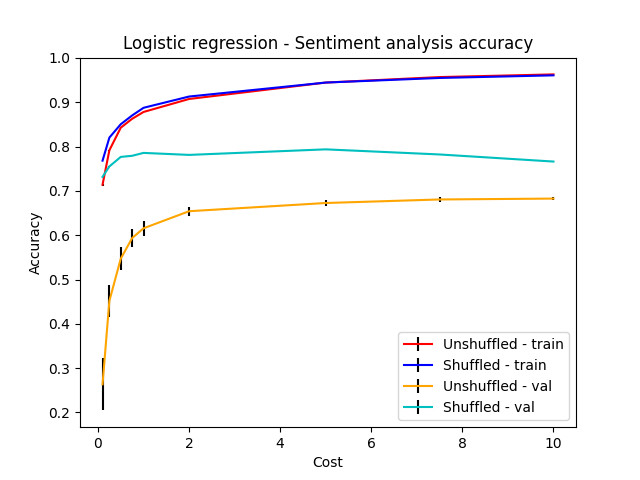 Logistic regression - Sentiment analysis accuracy
1.0
0.9
0.8
0.7
0.6
0.5
0.4
0.3
0.2
Accuracy
Unshuffled - train
Shuffled - train
Unshuffled - val
Shuffled - val
0 2 4 6 8 10
Cost